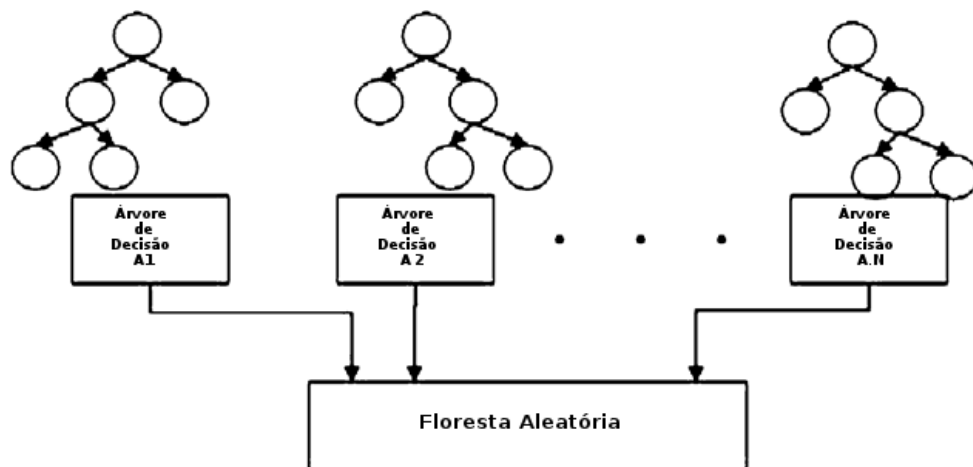 Árvore
de
Decisão
A1
Árvore
de
Decisão
A 2
Árvore
de
Decisão
A.N
Floresta Aleatória